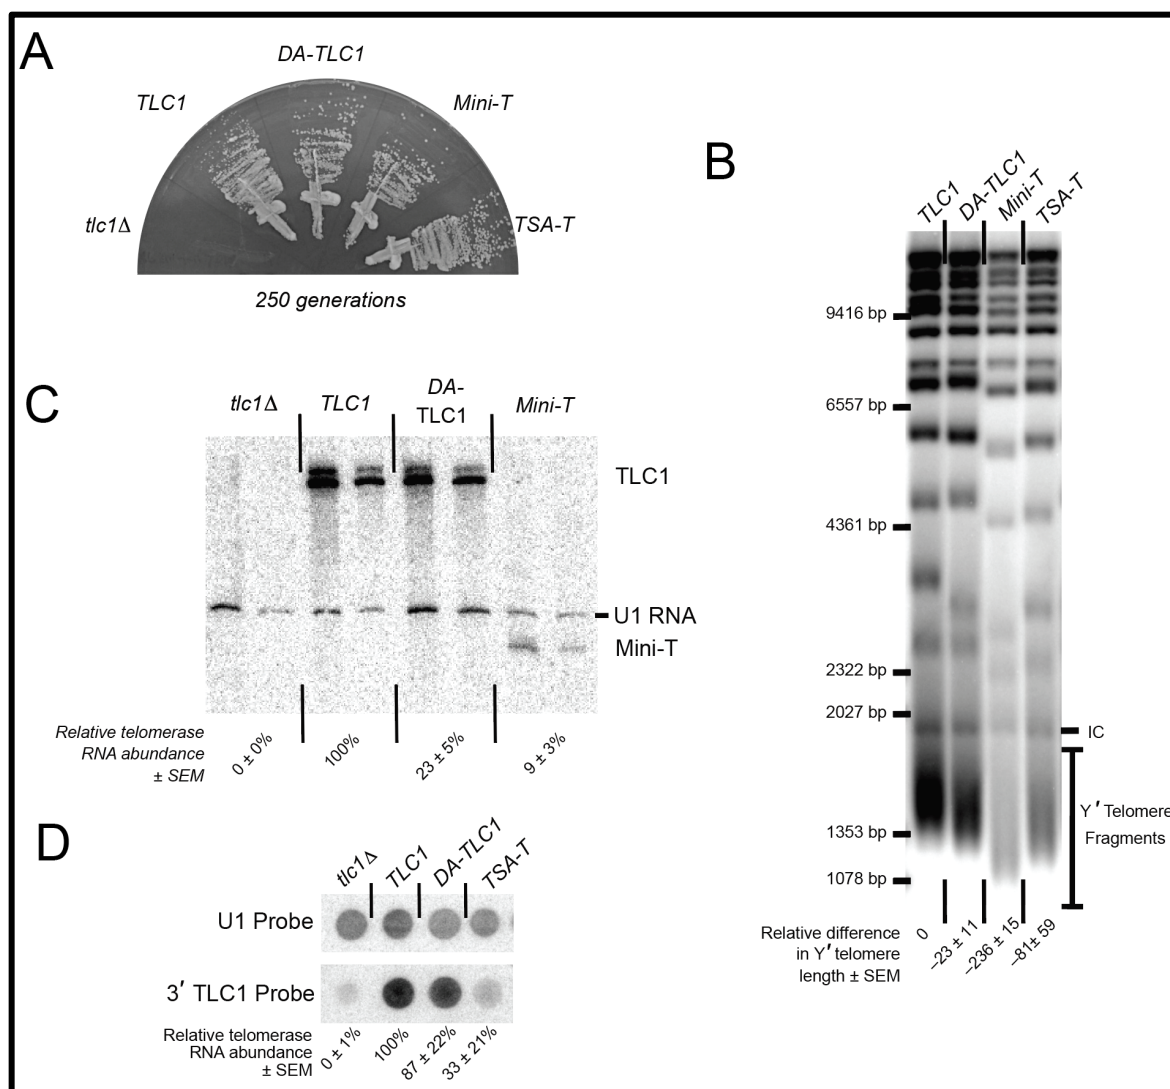 A
DA-TLC1
TLC1
Mini-T
tlc1Δ
TSA-T
250 generations
B
TLC1
DA-TLC1
Mini-T
TSA-T
9416 bp
6557 bp
4361 bp
2322 bp
2027 bp
IC
Y′ Telomere
Fragments
1353 bp
1078 bp
Relative difference
in Y′ telomere
length ± SEM
0
–23 ± 11
–236 ± 15
–81± 59
C
tlc1Δ
TLC1
DA-
TLC1
Mini-T
TLC1
U1 RNA
Mini-T
Relative telomerase
RNA abundance
± SEM
0 ± 0%
100%
23 ± 5%
9 ± 3%
D
tlc1Δ
TLC1
DA-TLC1
TSA-T
U1 Probe
3′ TLC1 Probe
Relative telomerase
RNA abundance
± SEM
0 ± 1%
100%
87 ± 22%
33 ± 21%